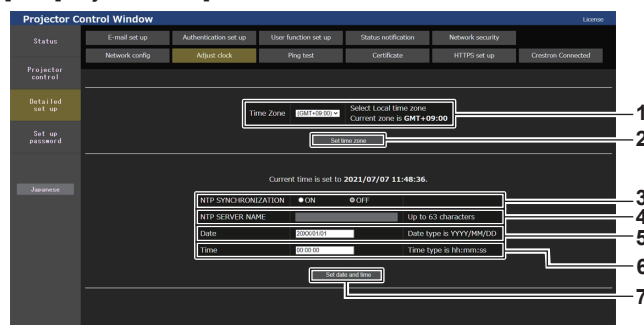 Projector Control Window
License
Status
E-mail set up
Authentication set up
User function set up
Status notification
Network security
Network config
Adjust clock
Ping test
Certificate
HTTPS set up
Crestron Connected
Projector
control
Detailed
set up
Set up
password
Japanese
Time Zone
(GMT+09:00)
Select Local time zone
Current zone is GMT+09:00
1
Set time zone
2
Current time is set to 2021/07/07 11:48:36.
NTP SYNCHRONIZATION
ON
OFF
3
NTP SERVER NAME
Up to 63 characters
4
Date
20XX/01/01
Date type is YYYY/MM/DD
5
Time
00:00:00
Time type is hh:mm:ss
6
Set date and time
7